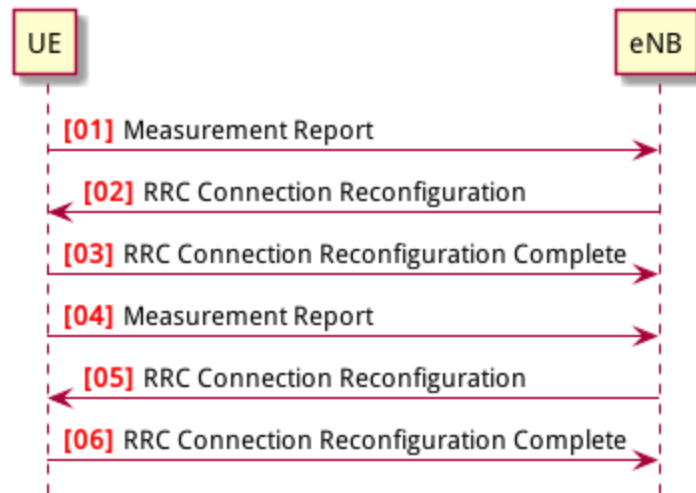 UE eNB
[01] Measurement Report
[02] RRC Connection Reconfiguration
[03] RRC Connection Reconfiguration Complete
[04] Measurement Report
[05] RRC Connection Reconfiguration
[06] RRC Connection Reconfiguration Complete